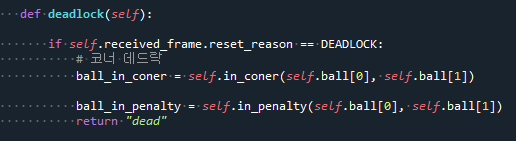 def deadlock(self):
if self.received_frame.reset_reason == DEADLOCK:
# 코너 데드락
ball_in_coner = self.in_coner(self.ball[0], self.ball[1])
ball_in_penalty = self.in_penalty(self.ball[0], self.ball[1])
return "dead"